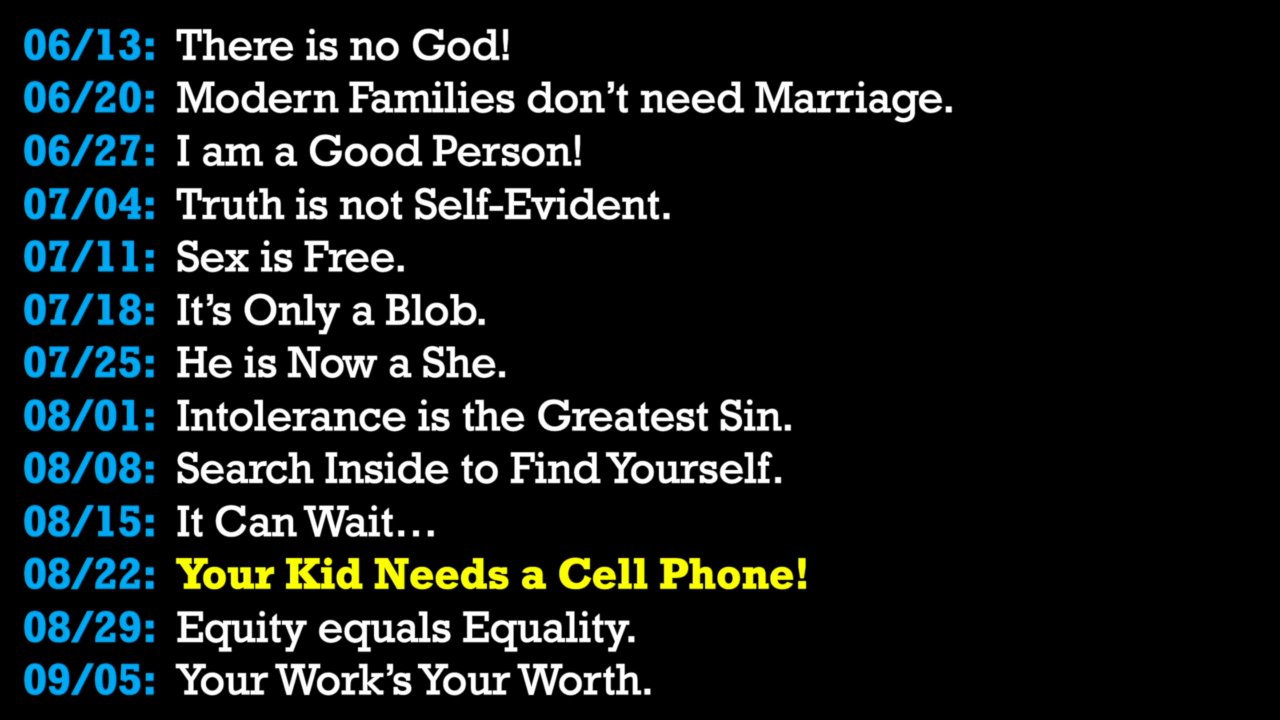 06/13: There is no God!
06/20: Modern Families don’t need Marriage.
06/27: I am a Good Person!
07/04: Truth is not Self-Evident.
07/11: Sex is Free.
07/18: It’s Only a Blob.
07/25: He is Now a She.
08/01: Intolerance is the Greatest Sin.
08/08: Search Inside to Find Yourself.
08/15: It Can Wait…
08/22: Your Kid Needs a Cell Phone!
08/29: Equity equals Equality.
09/05: Your Work’s Your Worth.